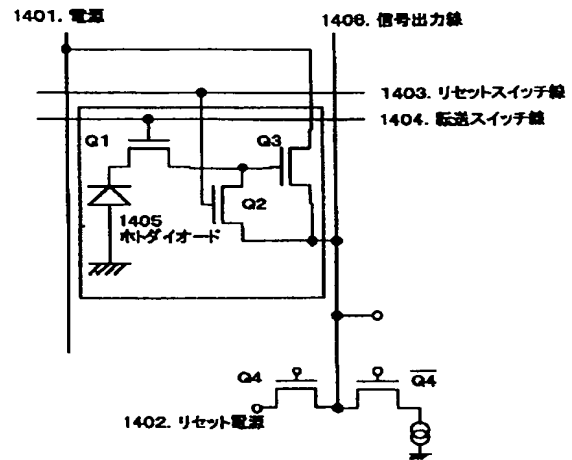 1401. 電源
1406. 信号出力線
1403. リセットスイッチ線
1404. 転送スイッチ線
Q1
Q3
Q2
1405
ホトダイオード
Q4
Q4
1402. リセット電源